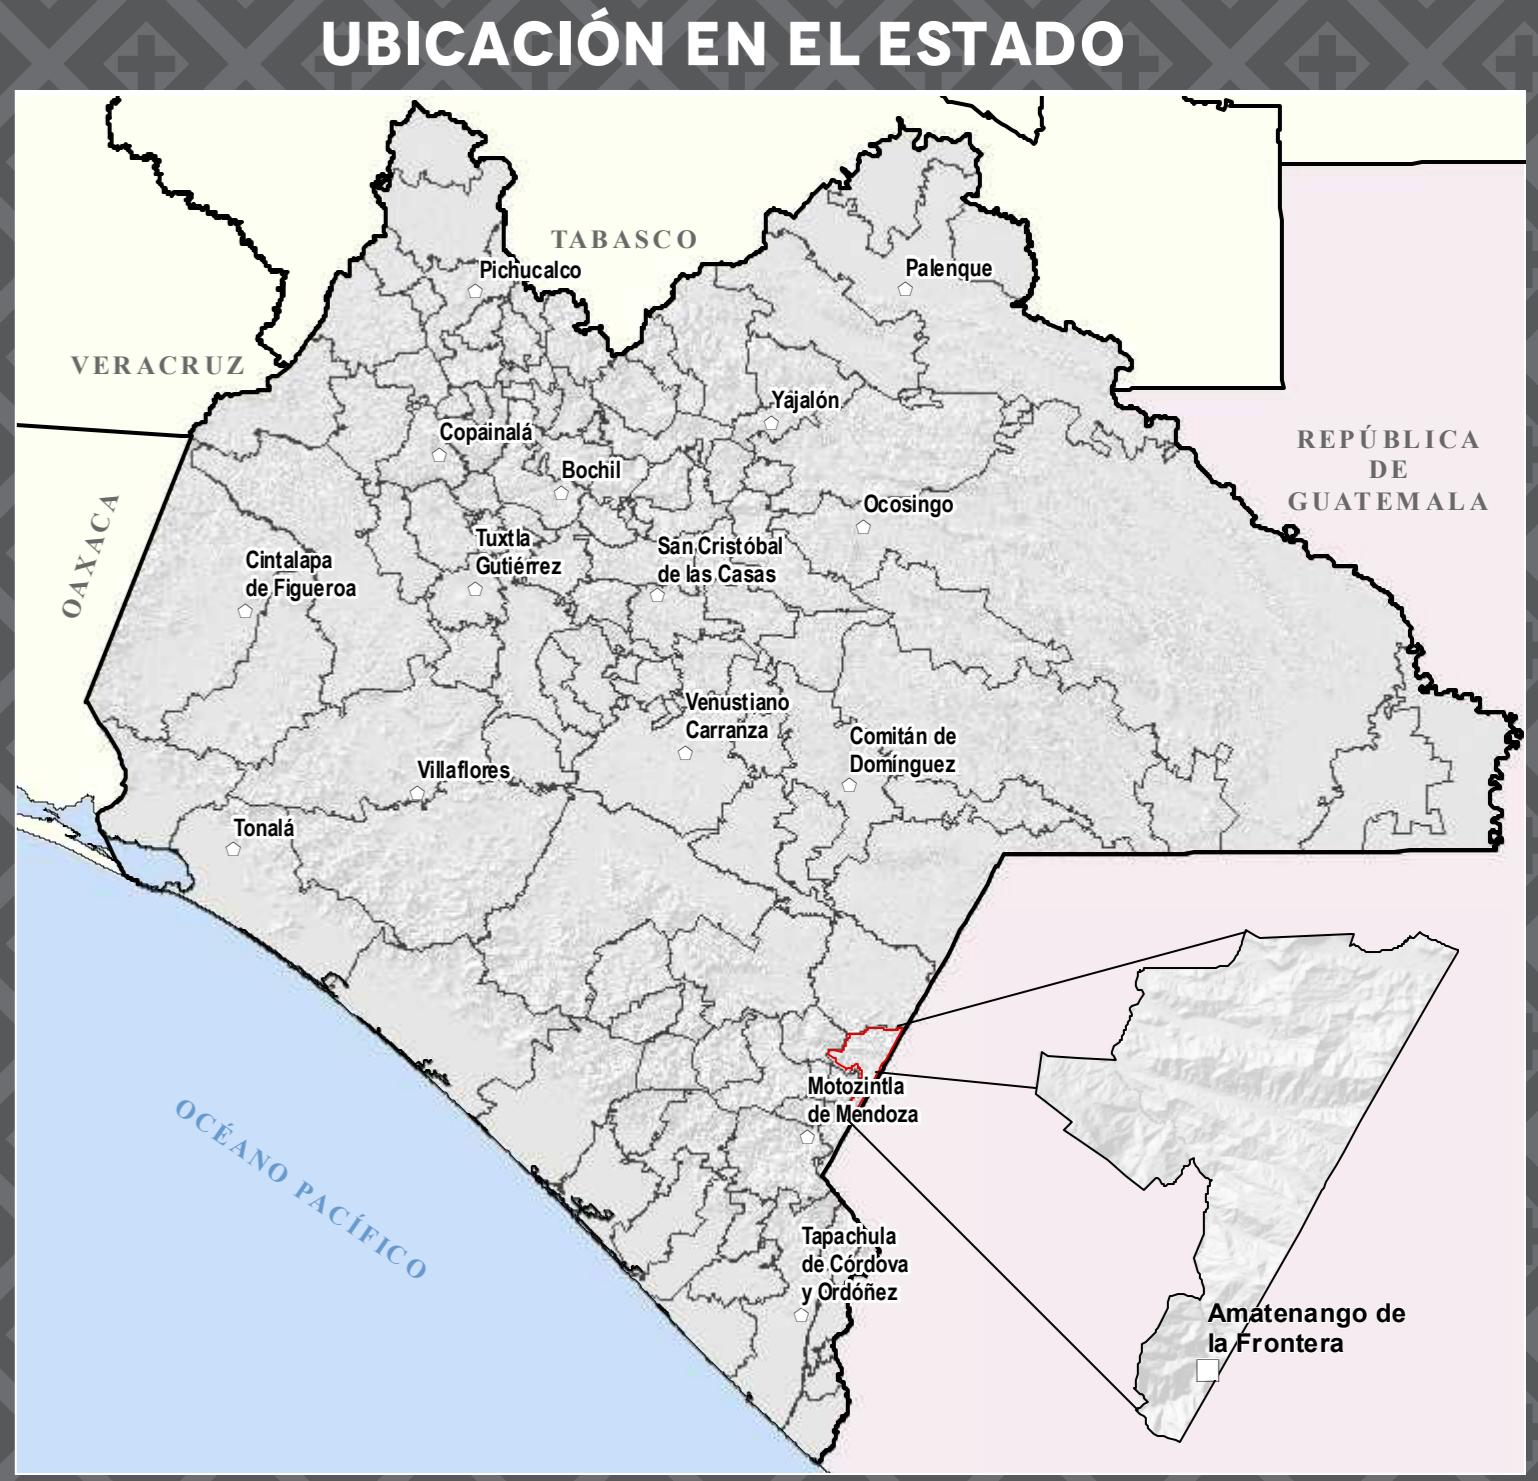 UBICACIÓN EN EL ESTADO
TABASCO
Pichucalco
Palenque
VERACRUZ
Yajalón
Copainalá
REPÚBLICA
DE
GUATEMALA
Bochil
OAXACA
Ocosingo
Tuxtla
Gutiérrez
San Cristóbal
de las Casas
Cintalapa
de Figueroa
Venustiano
Carranza
Comitán de
Domínguez
Villaflores
Tonalá
Motozintla
de Mendoza
OCÉANO PACÍFICO
Tapachula
de Córdova
y Ordóñez
Amatenango de
la Frontera